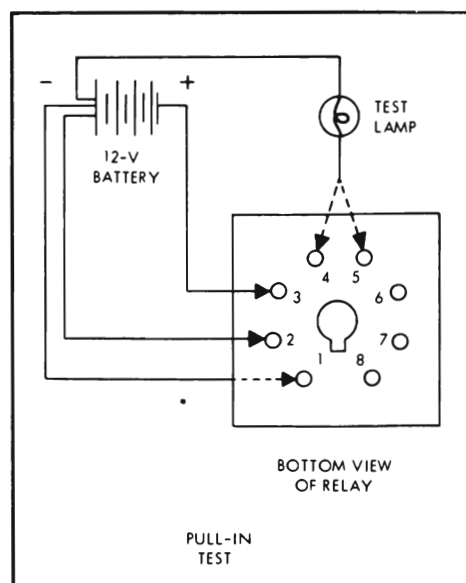 - +
12-V
BATTERY
TEST
LAMP
4 5
3 6
2 7
1 8
BOTTOM VIEW
OF RELAY
PULL-IN
TEST